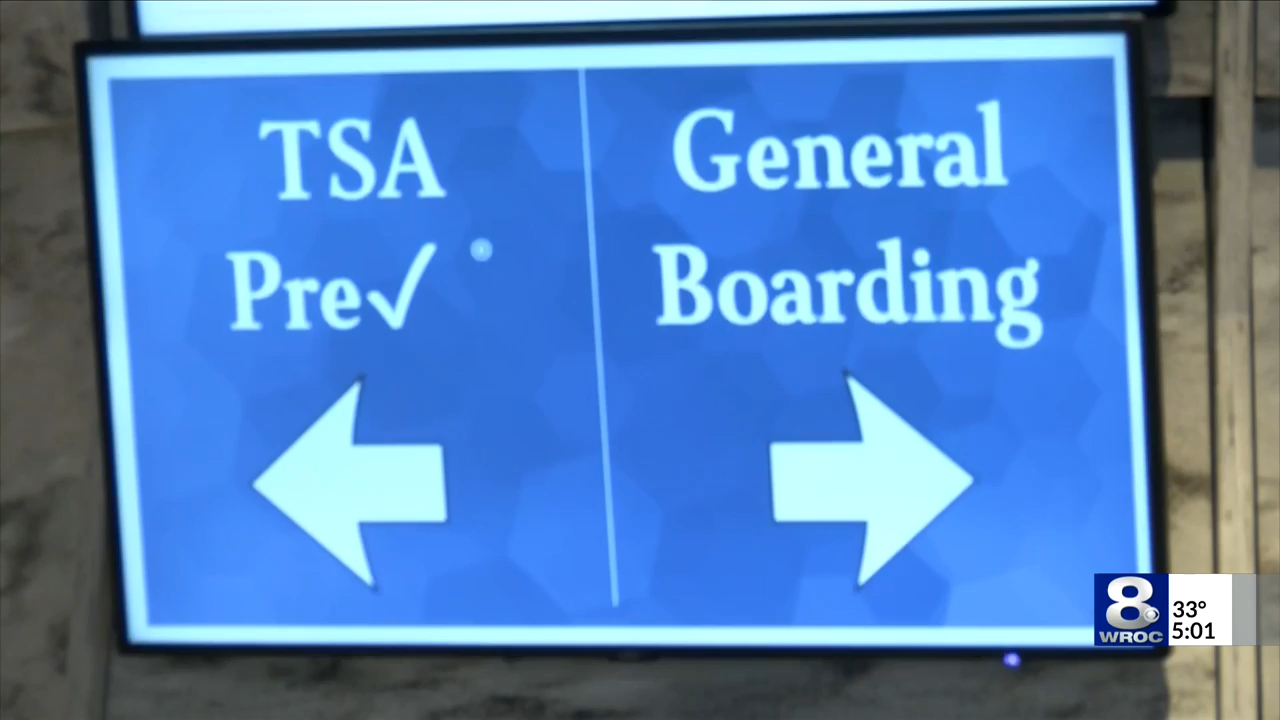 TSA
Pre✓
General
Boarding
8
WROC
33°
5:01